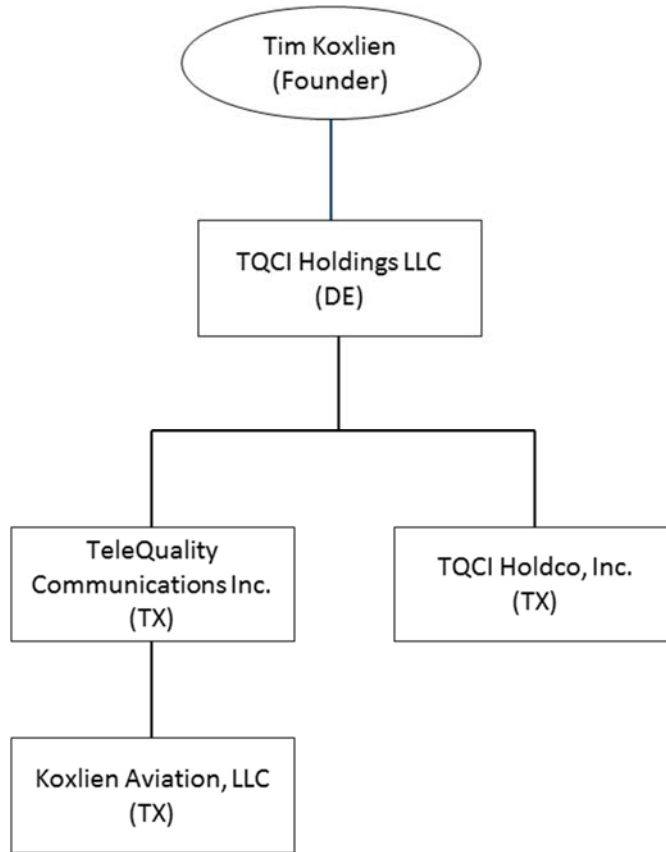 Tim Koxlien
(Founder)
TQCI Holdings LLC
(DE)
TeleQuality
Communications Inc.
(TX)
TQCI Holdco, Inc.
(TX)
Koxlien Aviation, LLC
(TX)